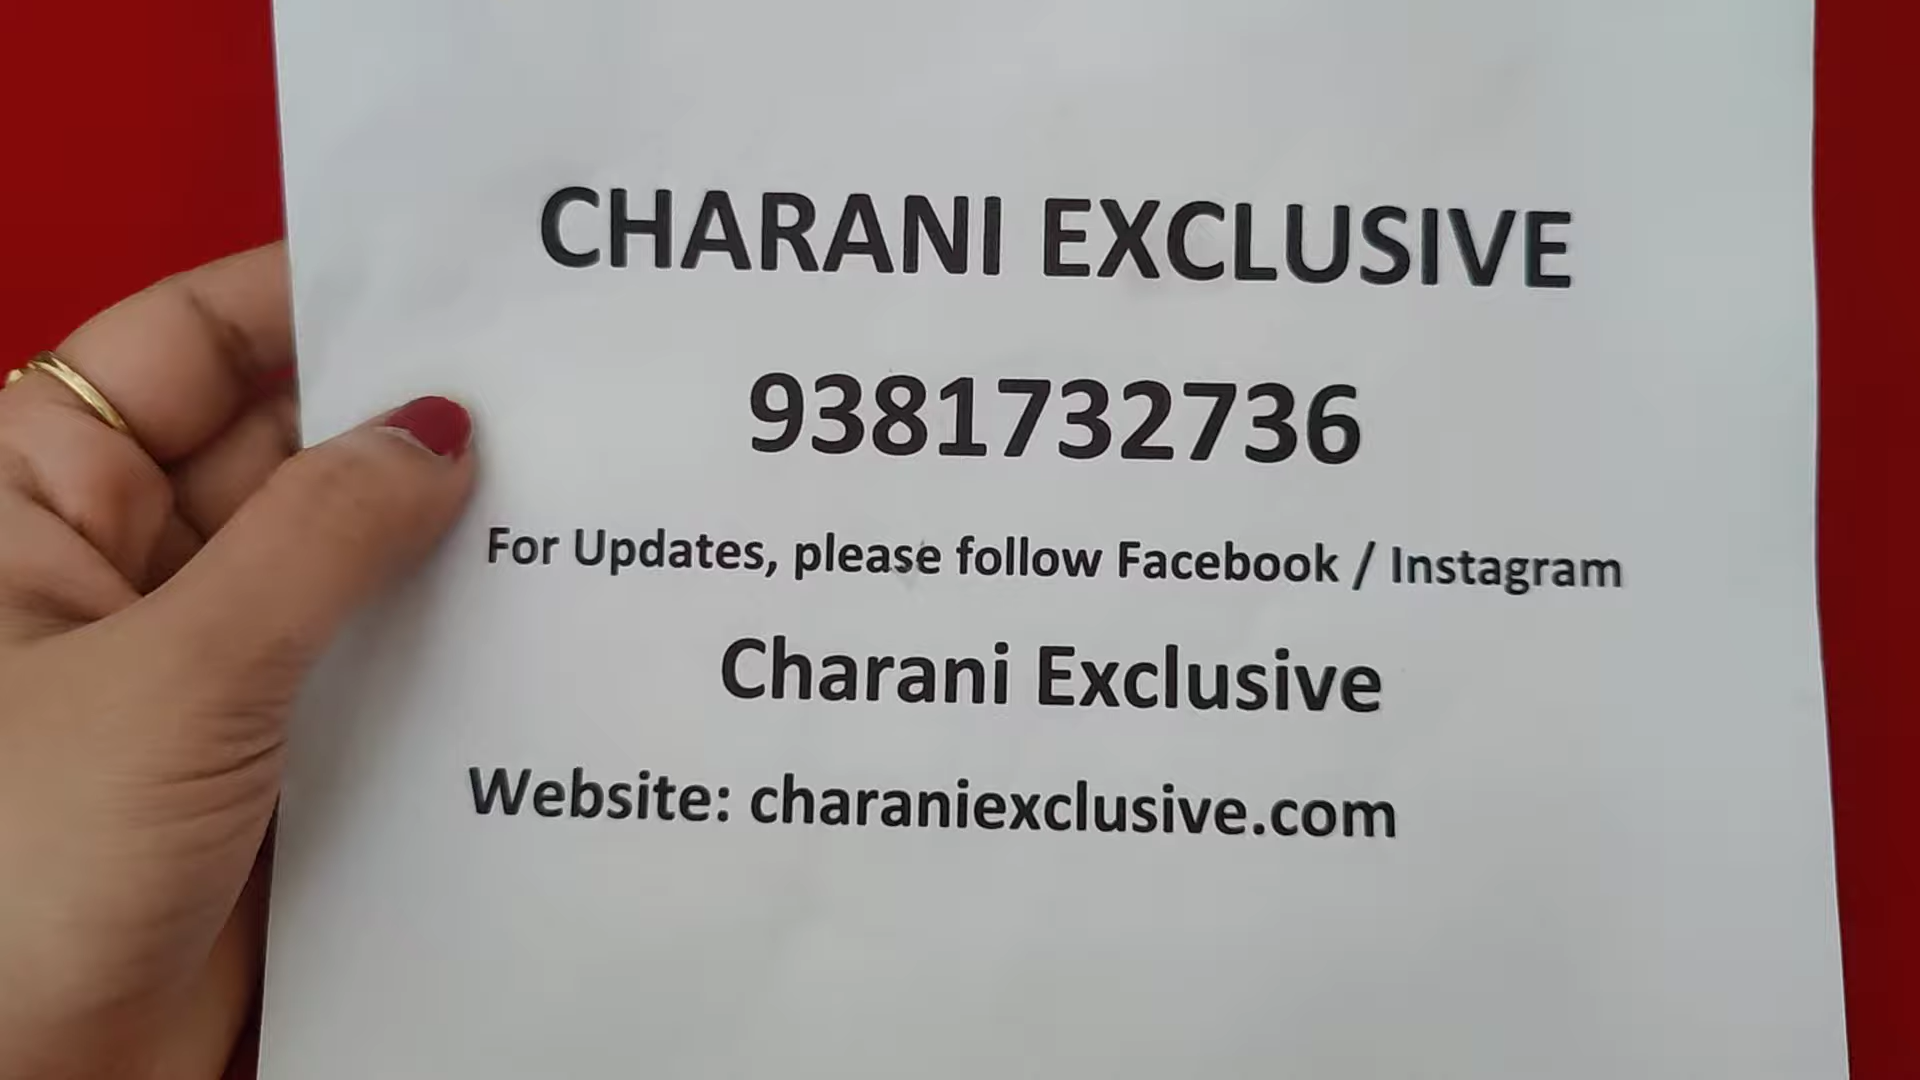 CHARANI EXCLUSIVE
9381732736
For Updates, please follow Facebook / Instagram
Charani Exclusive
Website: charaniexclusive.com